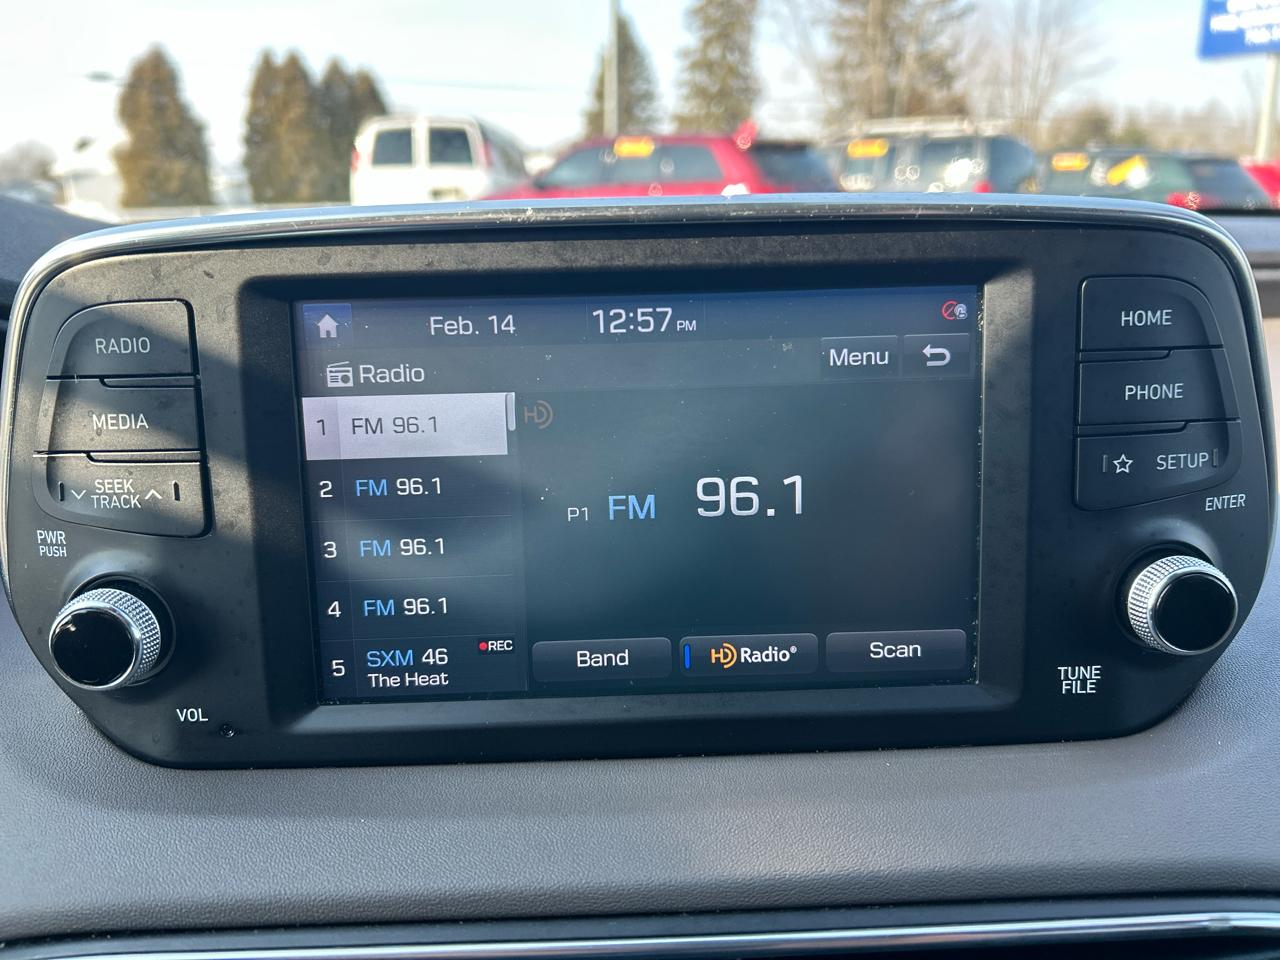 RADIO
MEDIA
SEEK
TRACK
PWR
PUSH
VOL
Feb. 14
12:57 PM
Radio
Menu
1 FM 96.1
2 FM 96.1
3 FM 96.1
4 FM 96.1
5 SXM 46
REC
The Heat
HD
P1 FM 96.1
Band
HD Radio®
Scan
HOME
PHONE
SETUP
ENTER
TUNE
FILE